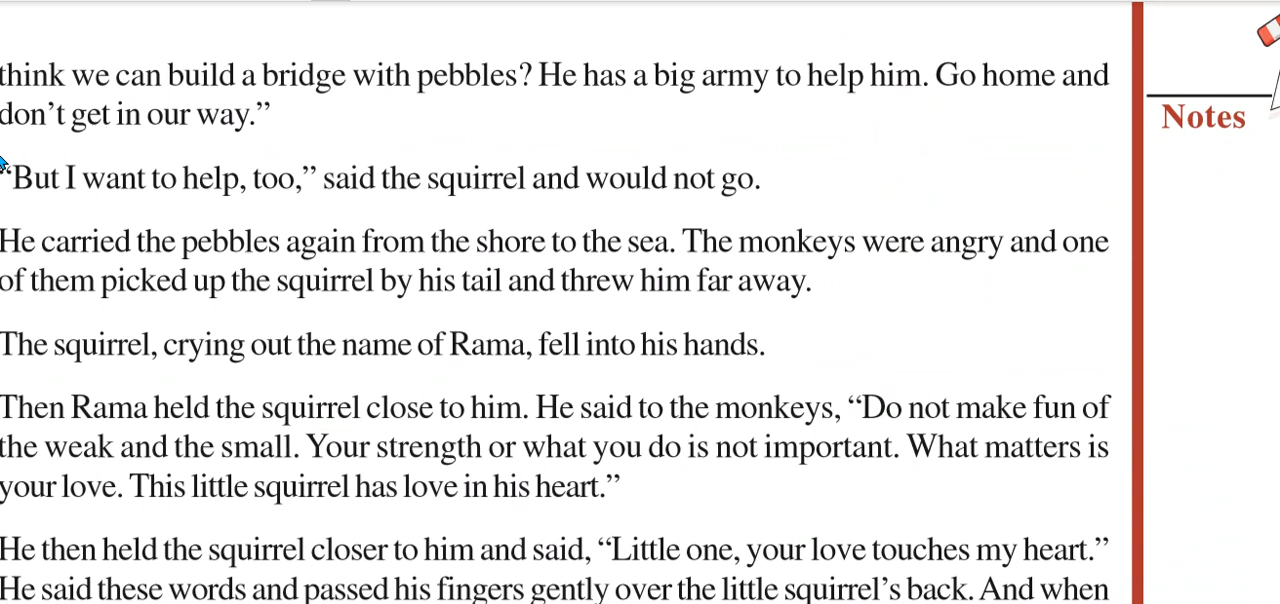 think we can build a bridge with pebbles? He has a big army to help him. Go home and
don’t get in our way.”
“But I want to help, too,” said the squirrel and would not go.
He carried the pebbles again from the shore to the sea. The monkeys were angry and one
of them picked up the squirrel by his tail and threw him far away.
The squirrel, crying out the name of Rama, fell into his hands.
Then Rama held the squirrel close to him. He said to the monkeys, “Do not make fun of
the weak and the small. Your strength or what you do is not important. What matters is
your love. This little squirrel has love in his heart.”
He then held the squirrel closer to him and said, “Little one, your love touches my heart.”
He said these words and passed his fingers gently over the little squirrel’s back. And when
Notes